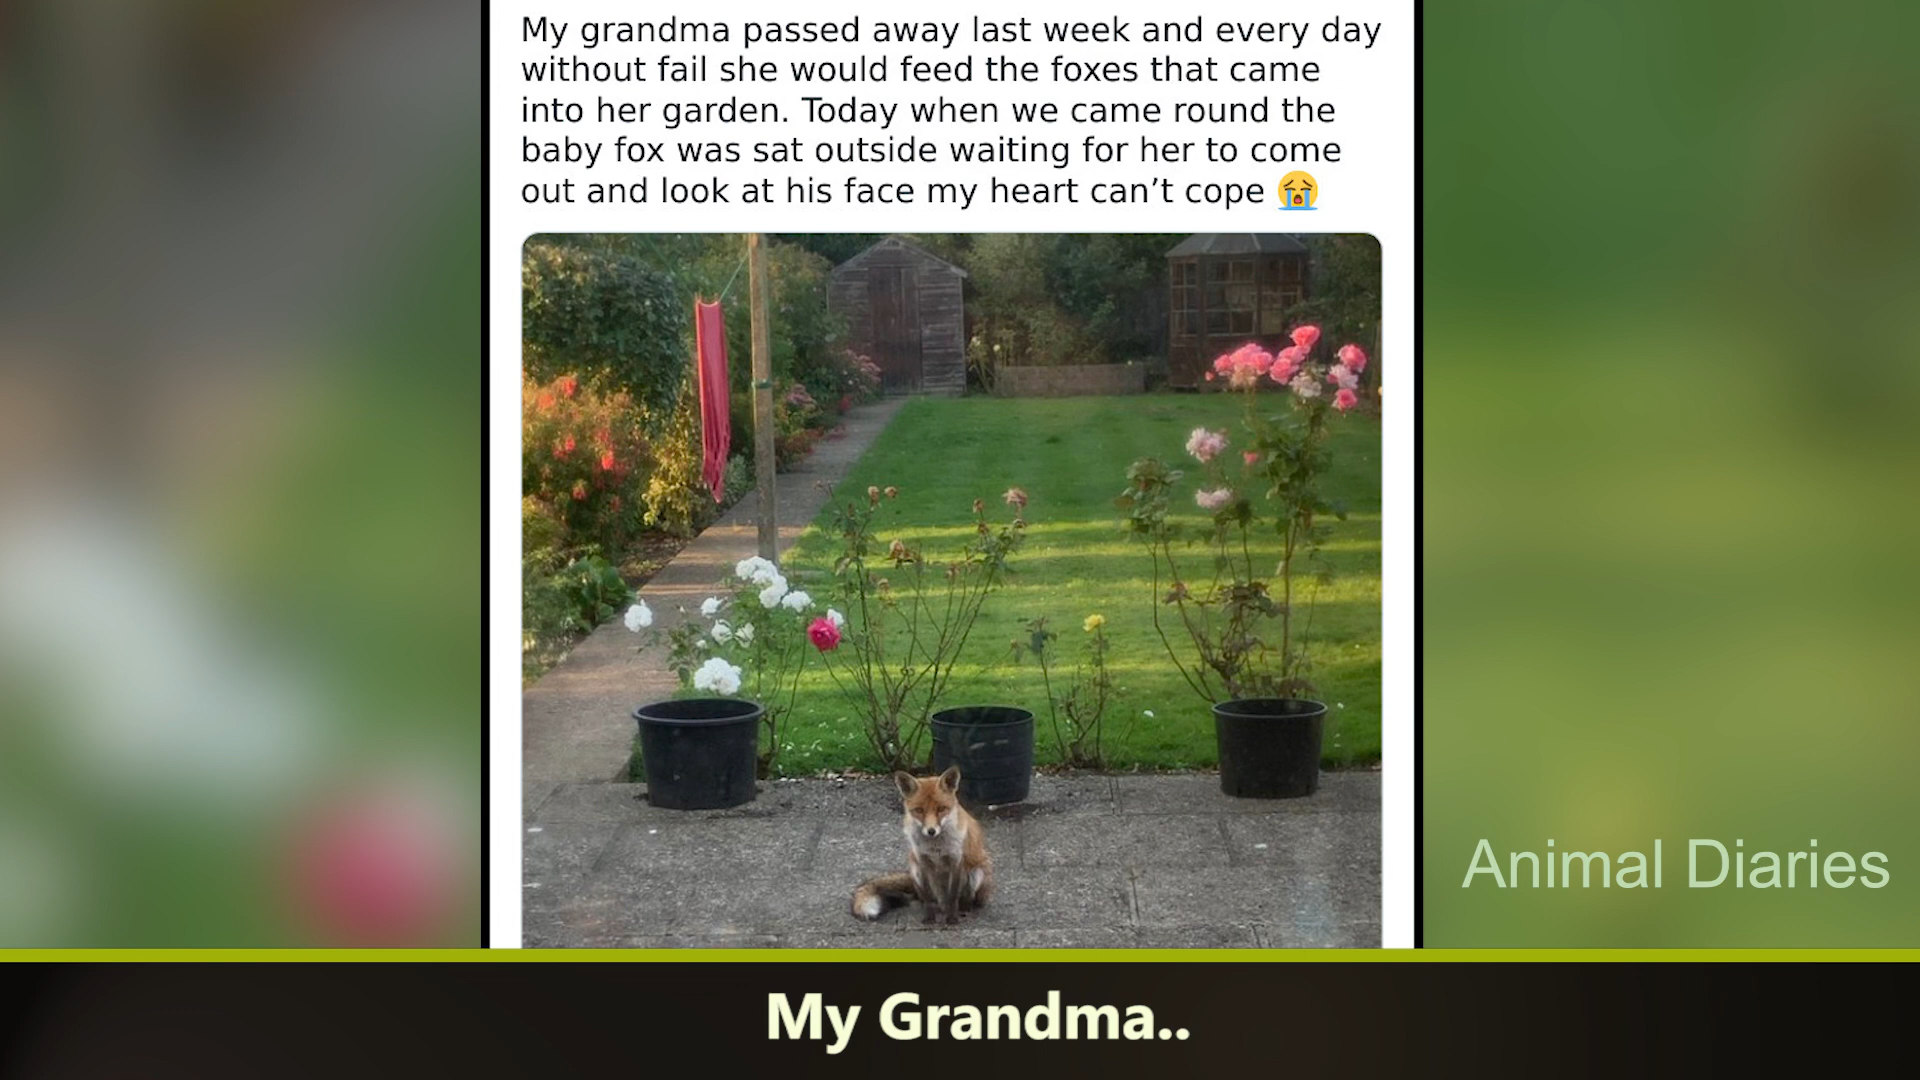 My grandma passed away last week and every day
without fail she would feed the foxes that came
into her garden. Today when we came round the
baby fox was sat outside waiting for her to come
out and look at his face my heart can’t cope 😭
Animal Diaries
My Grandma..